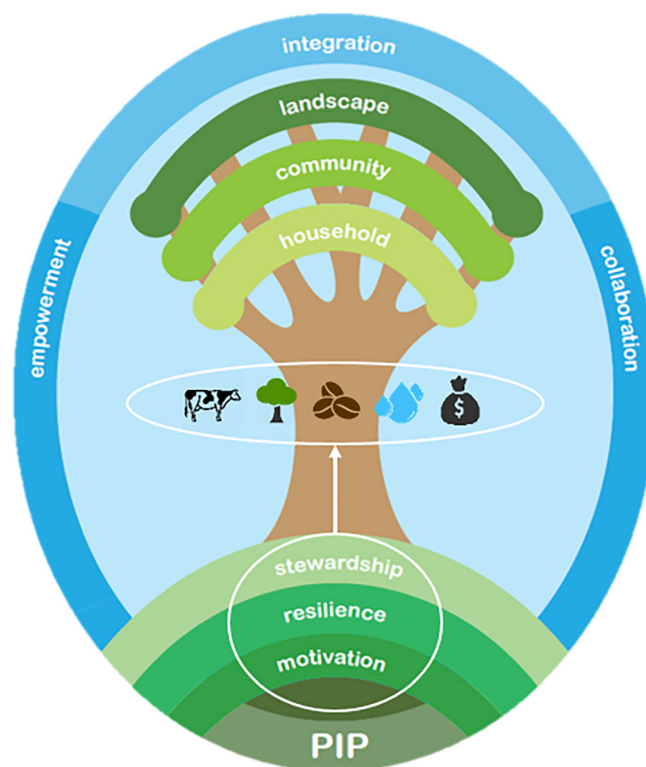 integration
landscape
community
household
empowerment
collaboration
$
stewardship
resilience
motivation
PIP